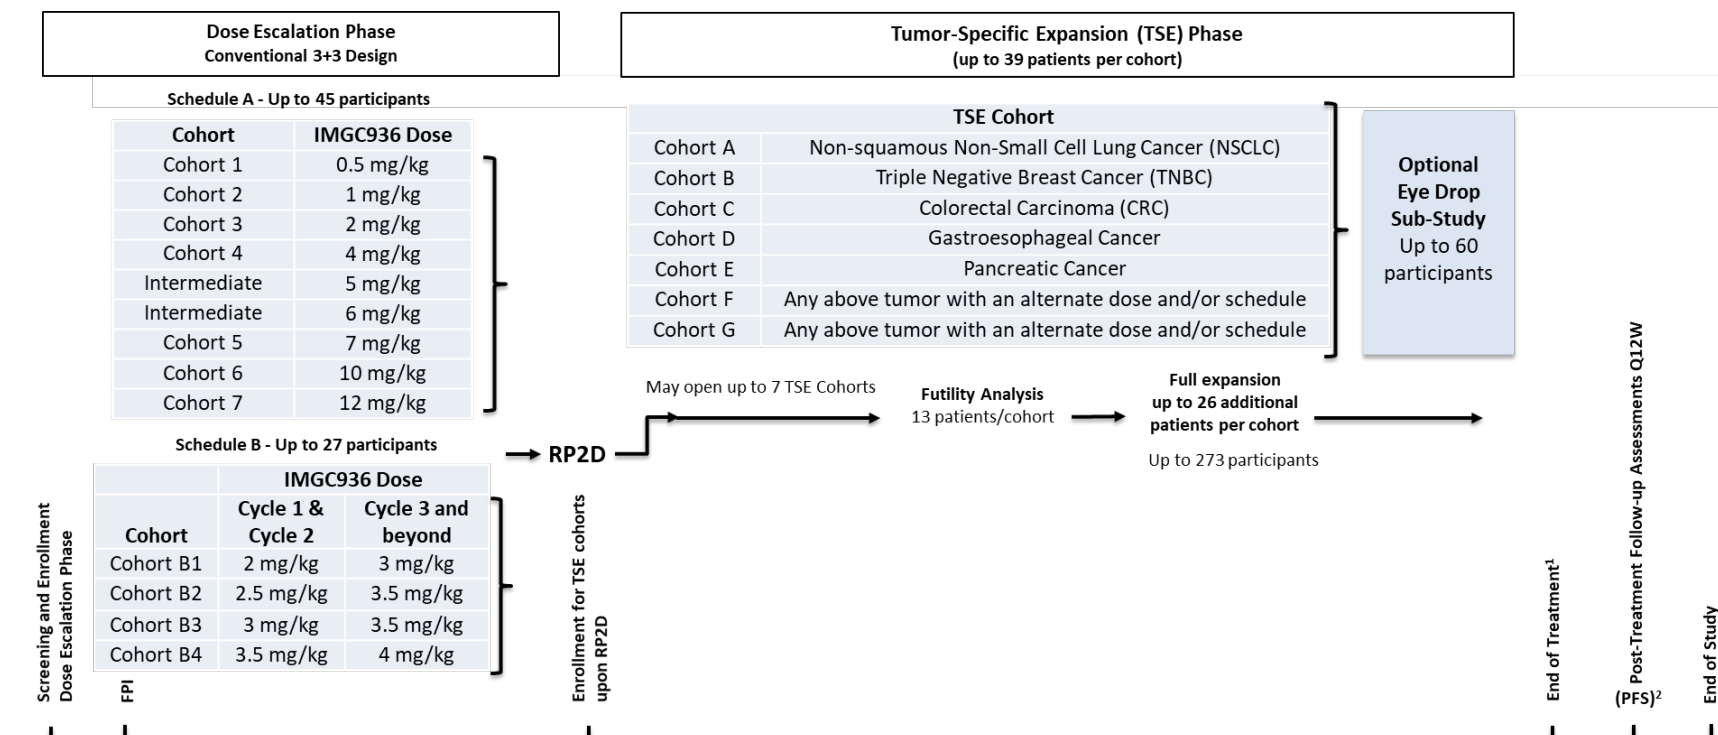 Dose Escalation Phase
Conventional 3+3 Design
Tumor-Specific Expansion (TSE) Phase
(up to 39 patients per cohort)
Schedule A - Up to 45 participants
Cohort IMGC936 Dose
Cohort 1 0.5 mg/kg
Cohort 2 1 mg/kg
Cohort 3 2 mg/kg
Cohort 4 4 mg/kg
Intermediate 5 mg/kg
Intermediate 6 mg/kg
Cohort 5 7 mg/kg
Cohort 6 10 mg/kg
Cohort 7 12 mg/kg
Schedule B - Up to 27 participants
IMGC936 Dose
Cohort Cycle 1 & Cycle 3 and
Cycle 2 beyond
Cohort B1 2 mg/kg 3 mg/kg
Cohort B2 2.5 mg/kg 3.5 mg/kg
Cohort B3 3 mg/kg 3.5 mg/kg
Cohort B4 3.5 mg/kg 4 mg/kg
RP2D
TSE Cohort
Cohort A Non-squamous Non-Small Cell Lung Cancer (NSCLC)
Cohort B Triple Negative Breast Cancer (TNBC)
Cohort C Colorectal Carcinoma (CRC)
Cohort D Gastroesophageal Cancer
Cohort E Pancreatic Cancer
Cohort F Any above tumor with an alternate dose and/or schedule
Cohort G Any above tumor with an alternate dose and/or schedule
Optional
Eye Drop
Sub-Study
Up to 60
participants
May open up to 7 TSE Cohorts
Futility Analysis
13 patients/cohort
Full expansion
up to 26 additional
patients per cohort
Up to 273 participants
Screening and Enrollment
Dose Escalation Phase
FPI
Enrollment for TSE cohorts
upon RP2D
End of Treatment¹
Post-Treatment Follow-up Assessments Q12W
(PFS)²
End of Study